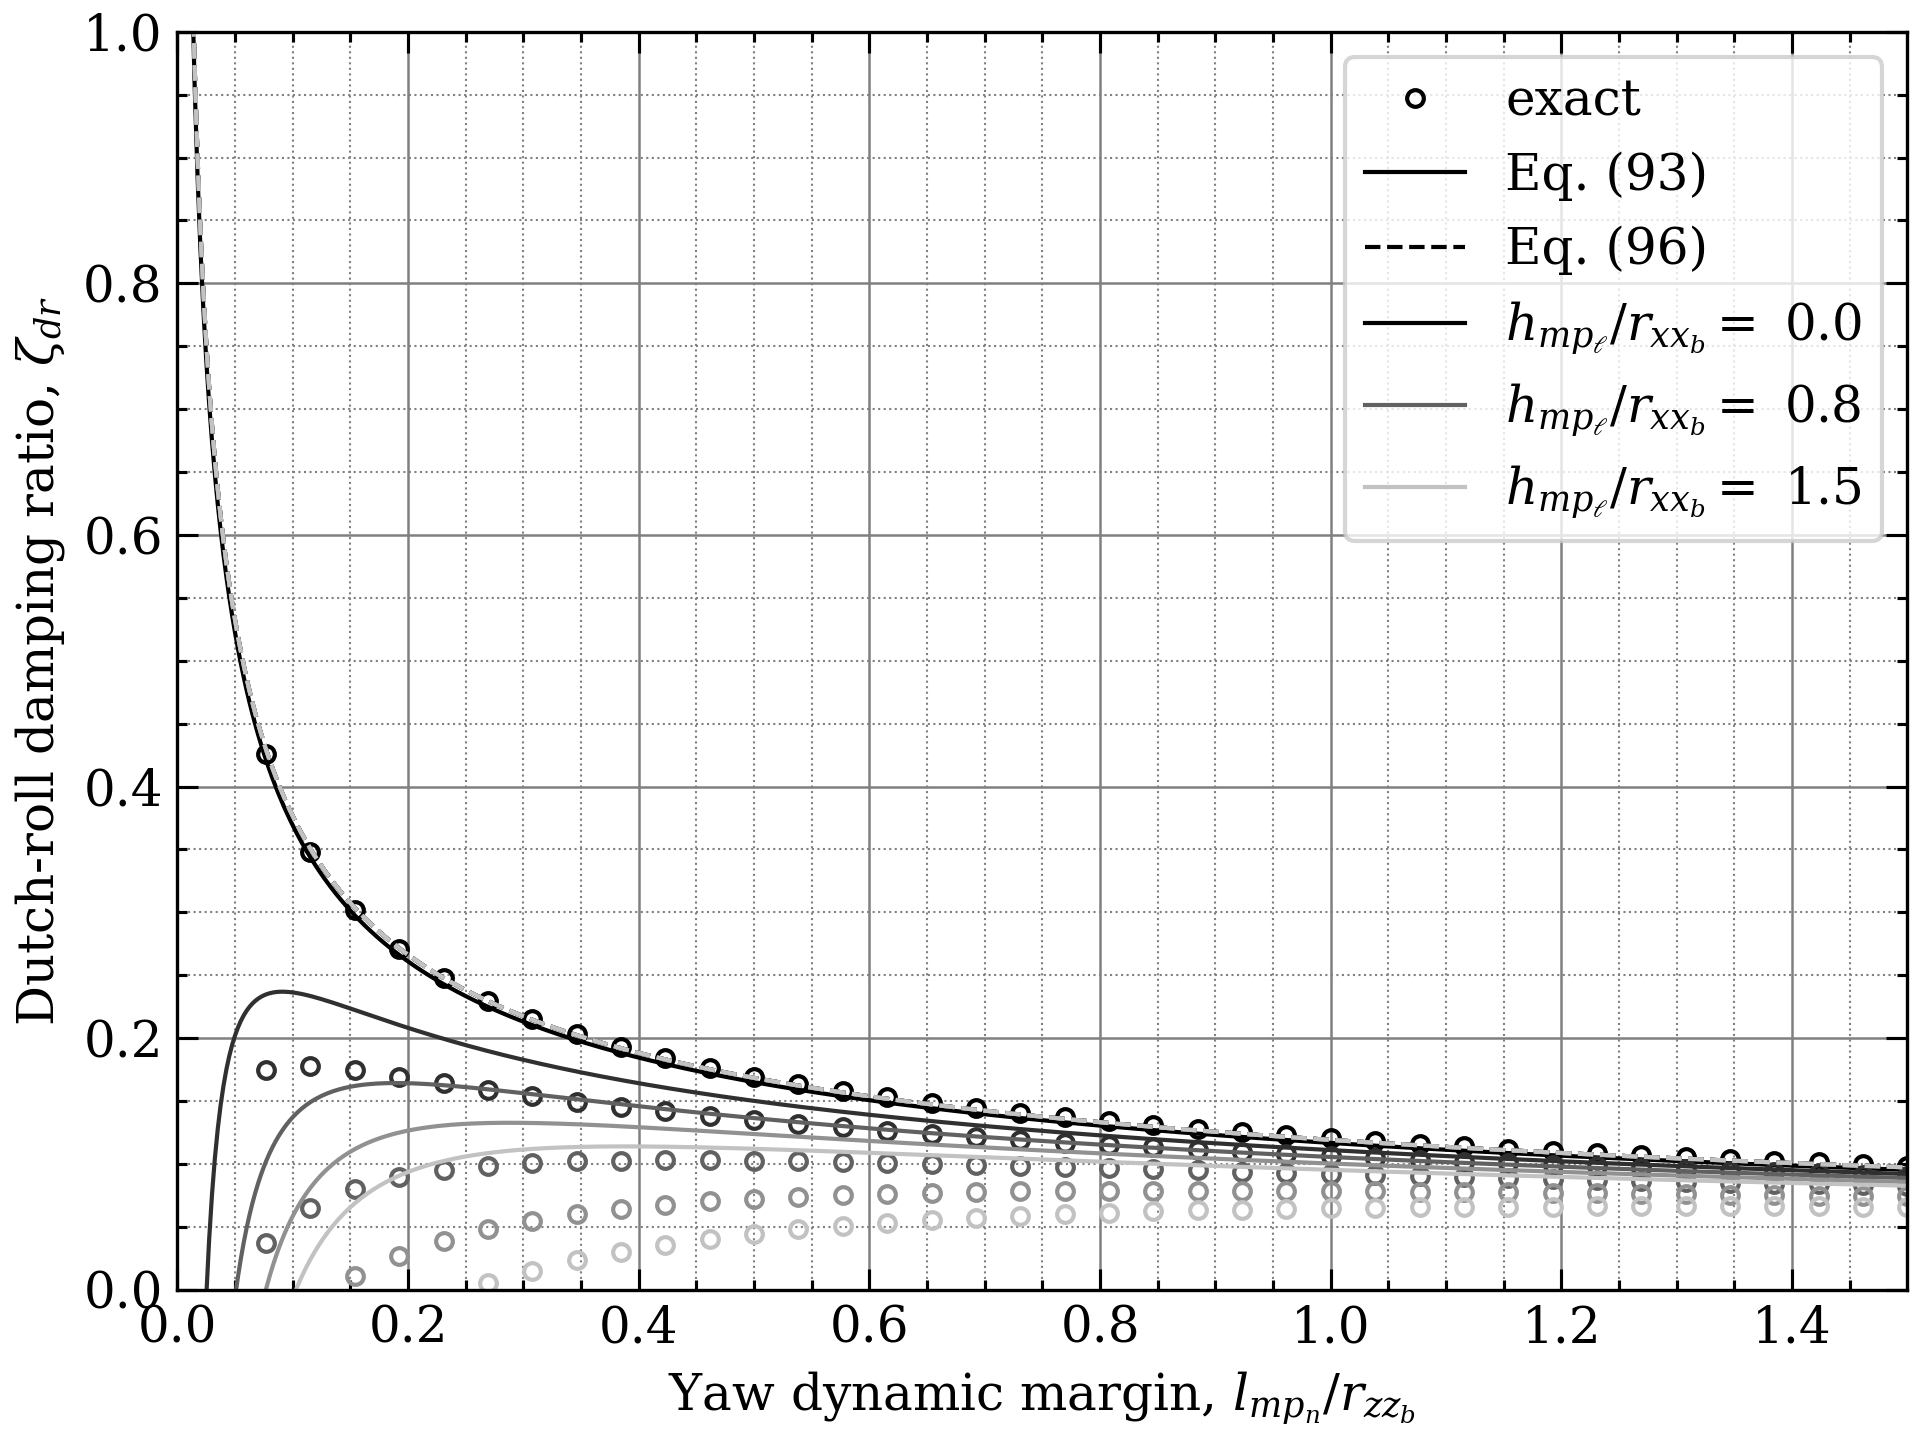 1.0
0.8
0.6
0.4
0.2
0.0
Dutch-roll damping ratio, ζ_dr
exact
Eq. (93)
Eq. (96)
h_{mp_ℓ}/r_{xx_b} = 0.0
h_{mp_ℓ}/r_{xx_b} = 0.8
h_{mp_ℓ}/r_{xx_b} = 1.5
0.0 0.2 0.4 0.6 0.8 1.0 1.2 1.4
Yaw dynamic margin, l_{mp_n}/r_{zz_b}